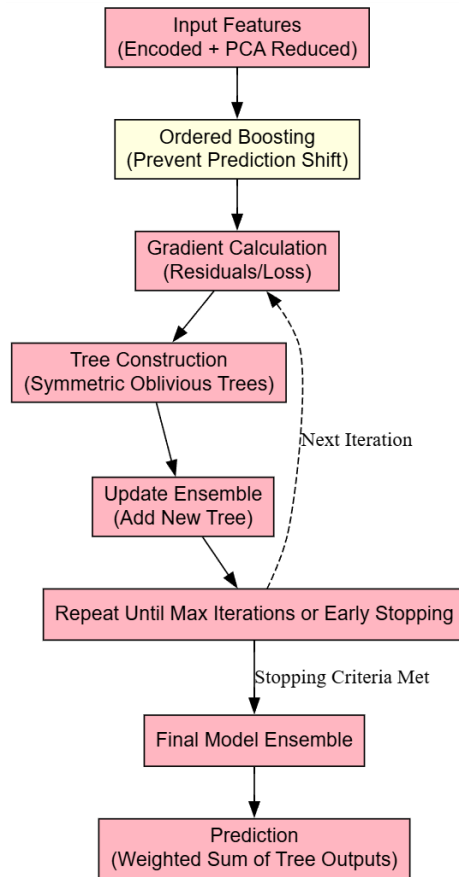 Input Features
(Encoded + PCA Reduced)
Ordered Boosting
(Prevent Prediction Shift)
Gradient Calculation
(Residuals/Loss)
Tree Construction
(Symmetric Oblivious Trees)
Next Iteration
Update Ensemble
(Add New Tree)
Repeat Until Max Iterations or Early Stopping
Stopping Criteria Met
Final Model Ensemble
Prediction
(Weighted Sum of Tree Outputs)